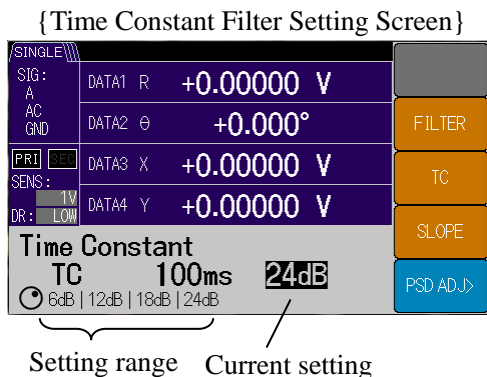 {Time Constant Filter Setting Screen}
SINGLE
SIG:
A
AC
GND
DATA1 R +0.00000 V
DATA2 θ +0.000°
PRI SEC
SENS:
1V
DR: LOW
DATA3 X +0.00000 V
DATA4 Y +0.00000 V
FILTER
TC
SLOPE
PSD ADJ>
Time Constant
TC 100ms 24dB
6dB | 12dB | 18dB | 24dB
Setting range Current setting